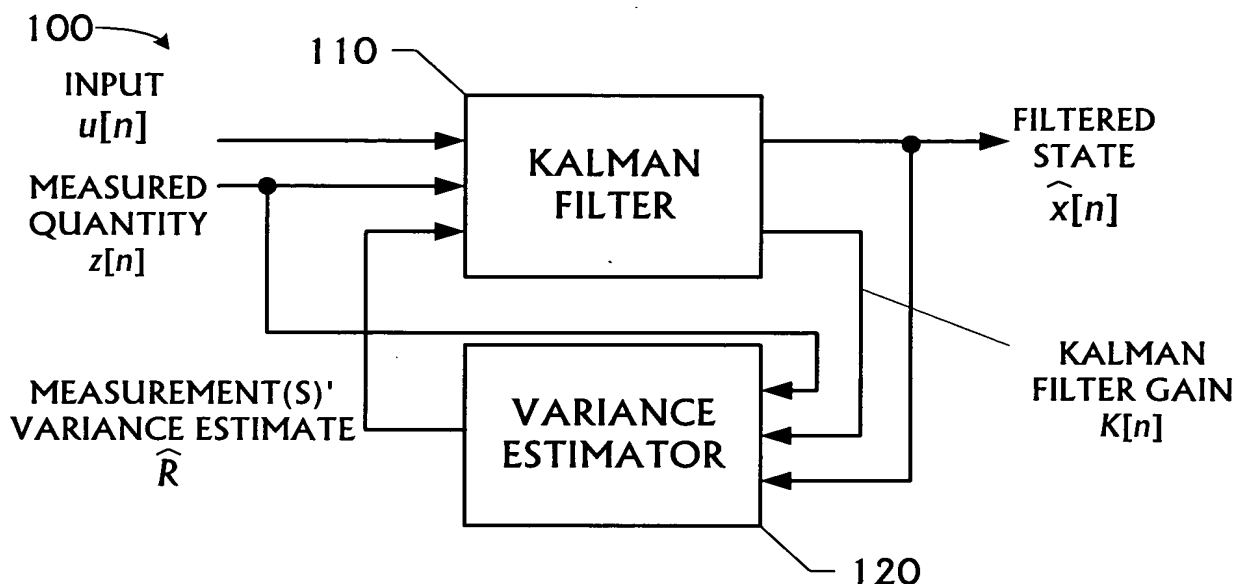 100
INPUT
u[n]
MEASURED
QUANTITY
z[n]
110
KALMAN
FILTER
FILTERED
STATE
x̂[n]
MEASUREMENT(S)'
VARIANCE ESTIMATE
R̂
VARIANCE
ESTIMATOR
KALMAN
FILTER GAIN
K[n]
120